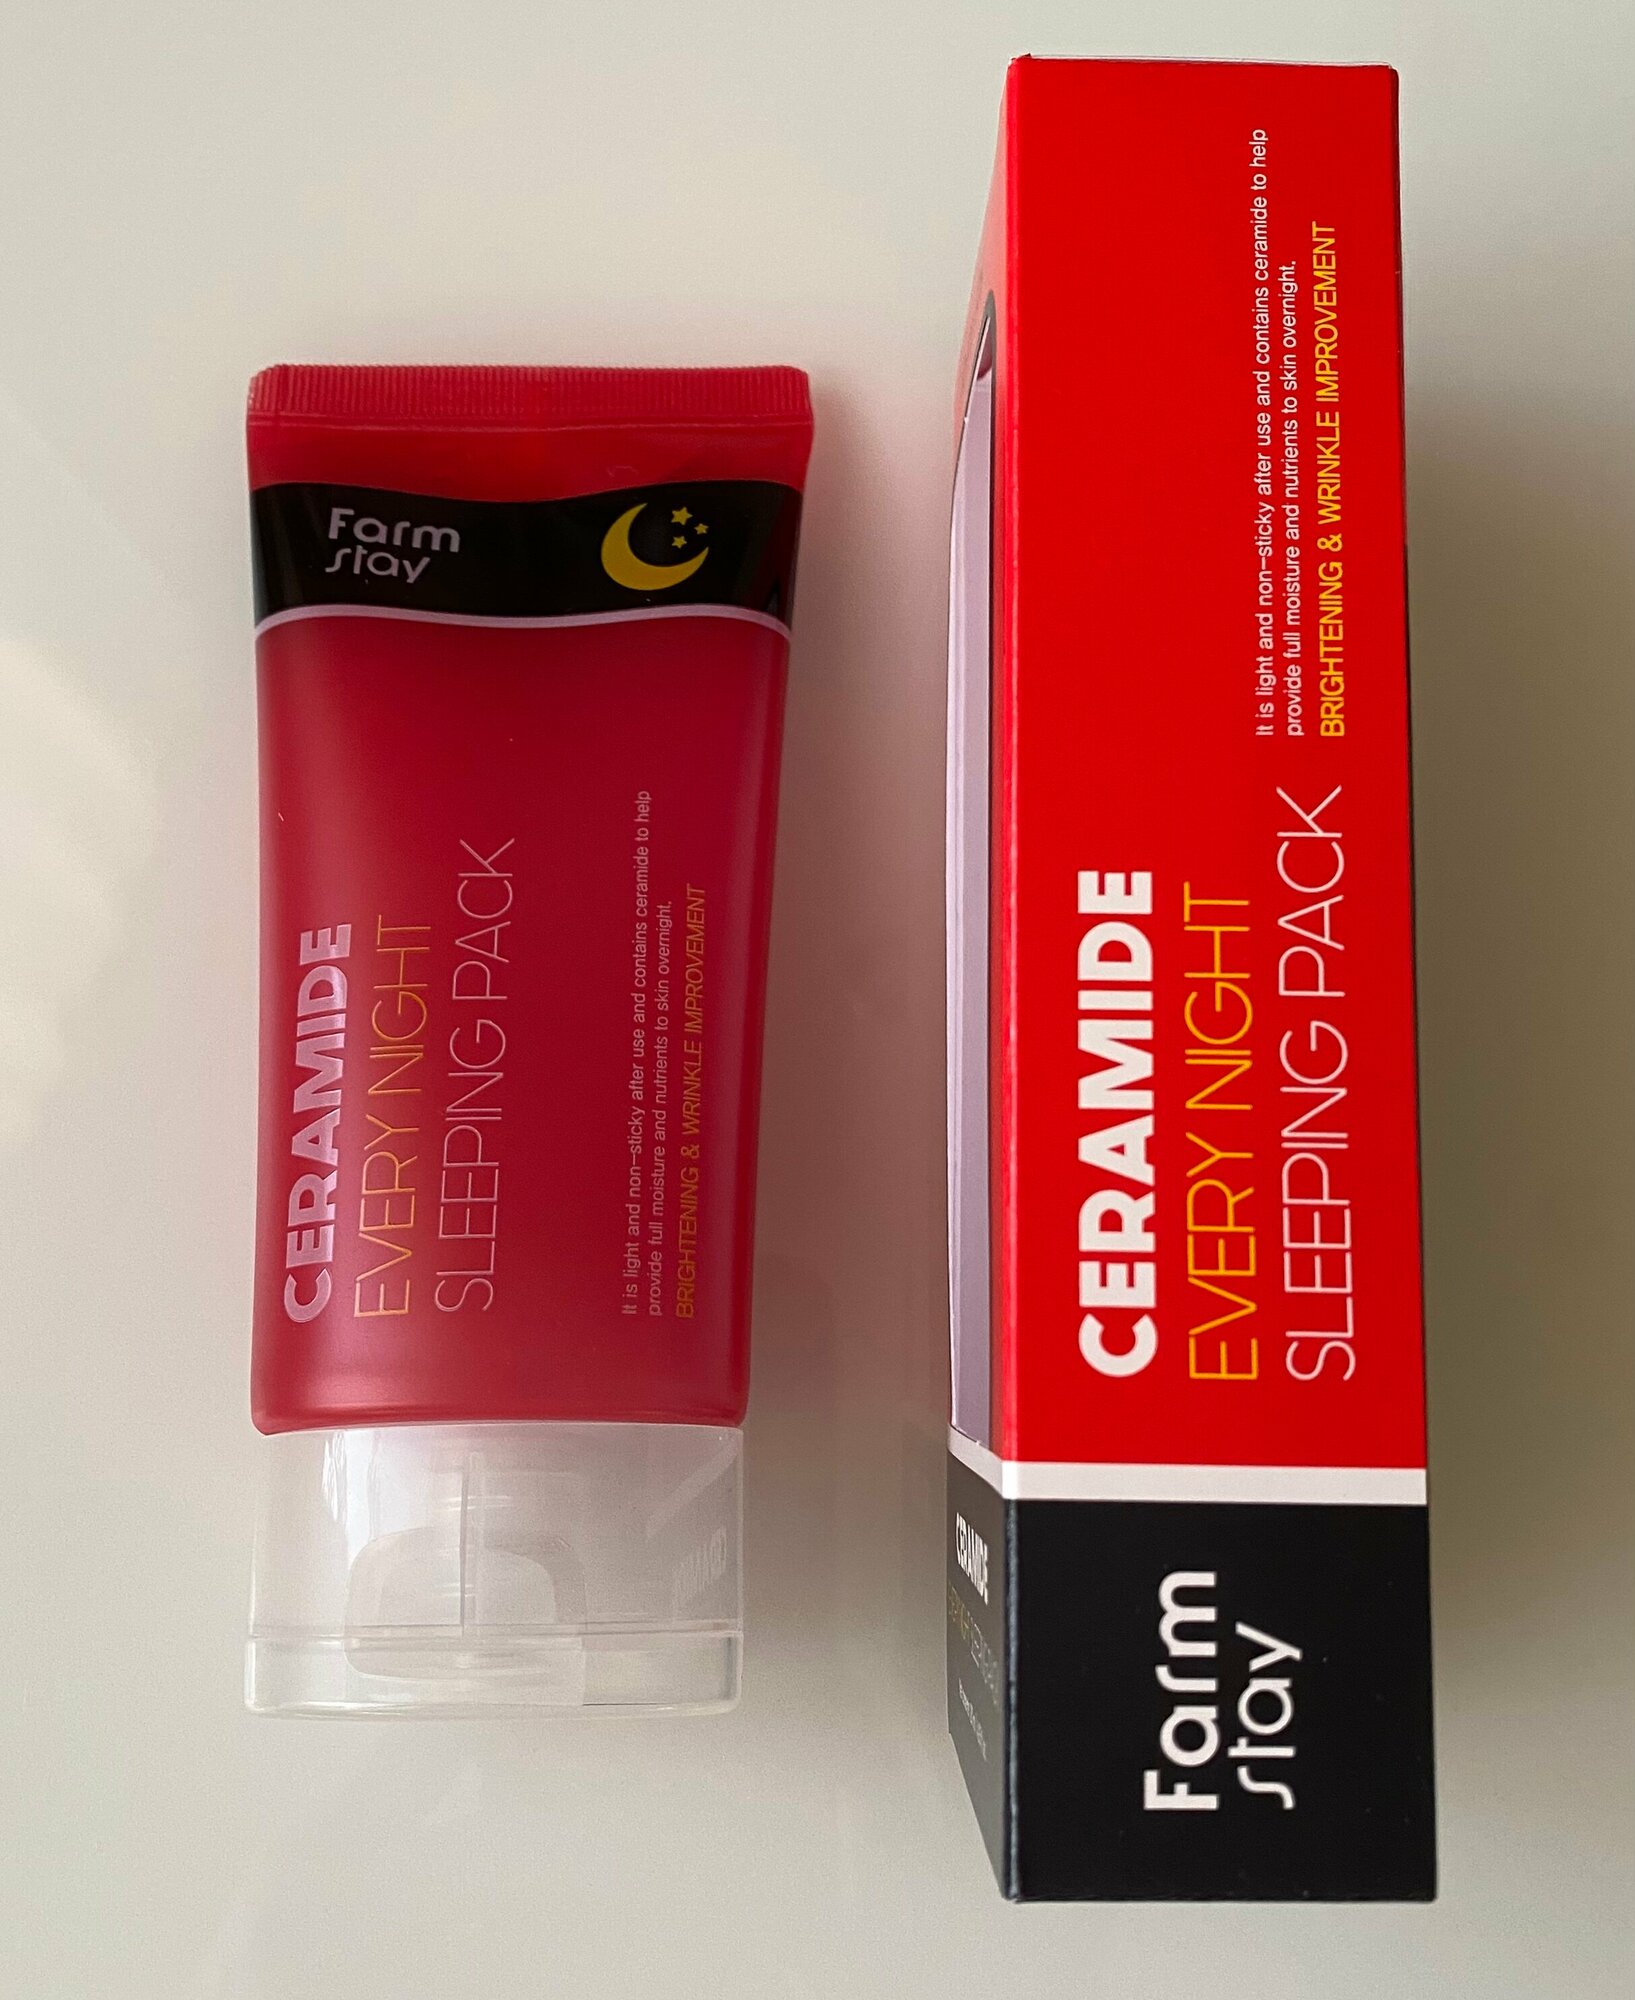 Farm
stay
CERAMIDE
EVERY NIGHT
SLEEPING PACK
It is light and non-sticky after use and contains ceramide to help
provide full moisture and nutrients to skin overnight.
BRIGHTENING & WRINKLE IMPROVEMENT
CERAMIDE
EVERY NIGHT
SLEEPING PACK
It is light and non-sticky after use and contains ceramide to help
provide full moisture and nutrients to skin overnight.
BRIGHTENING & WRINKLE IMPROVEMENT
Farm
stay
CERAMIDE